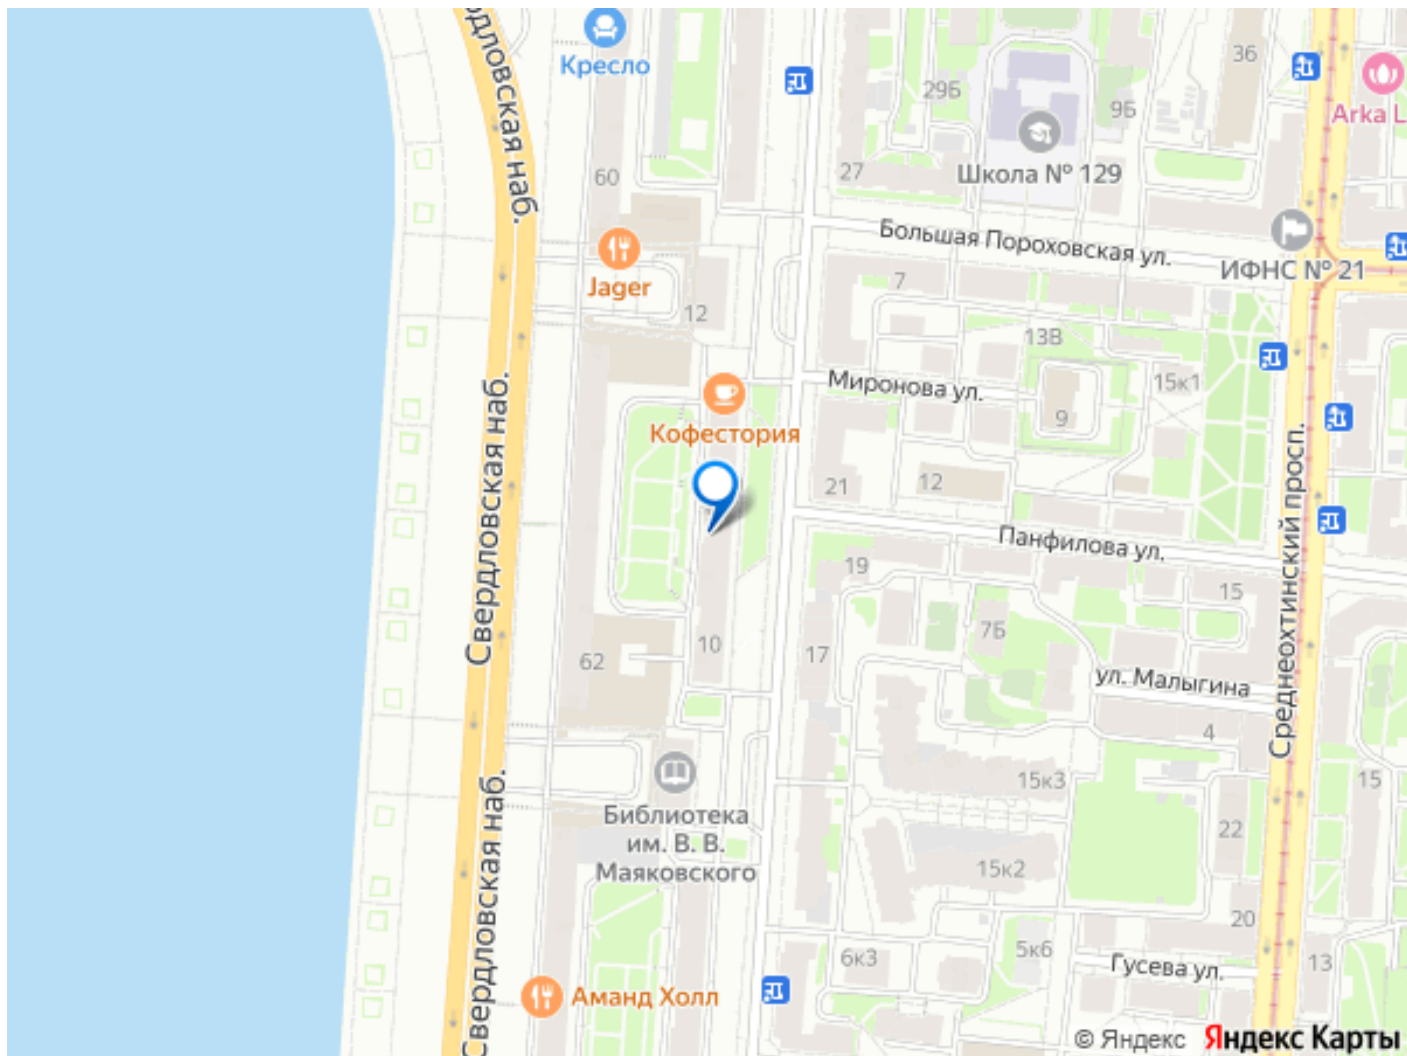 Свердловская наб.
Кресло
36
Arka L
29Б
9Б
27
Школа № 129
60
Большая Пороховская ул.
ИФНС № 21
Jager
7
12
13В
Миронова ул.
15к1
9
Кофестория
Свердловская наб.
21
12
Панфилова ул.
Среднеохтинский просп.
19
15
7Б
10
17
62
ул. Малыгина
4
15к3
15
Свердловская наб.
Библиотека
им. В. В.
Маяковского
22
15к2
20
6к3
5к6
Гусева ул.
13
Аманд Холл
© Яндекс Яндекс Карты